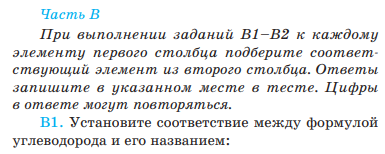 Часть В
При выполнении заданий В1–В2 к каждому
элементу первого столбца подберите соответ-
ствующий элемент из второго столбца. Ответы
запишите в указанном месте в тесте. Цифры
в ответе могут повторяться.
В1. Установите соответствие между формулой
углеводорода и его названием: